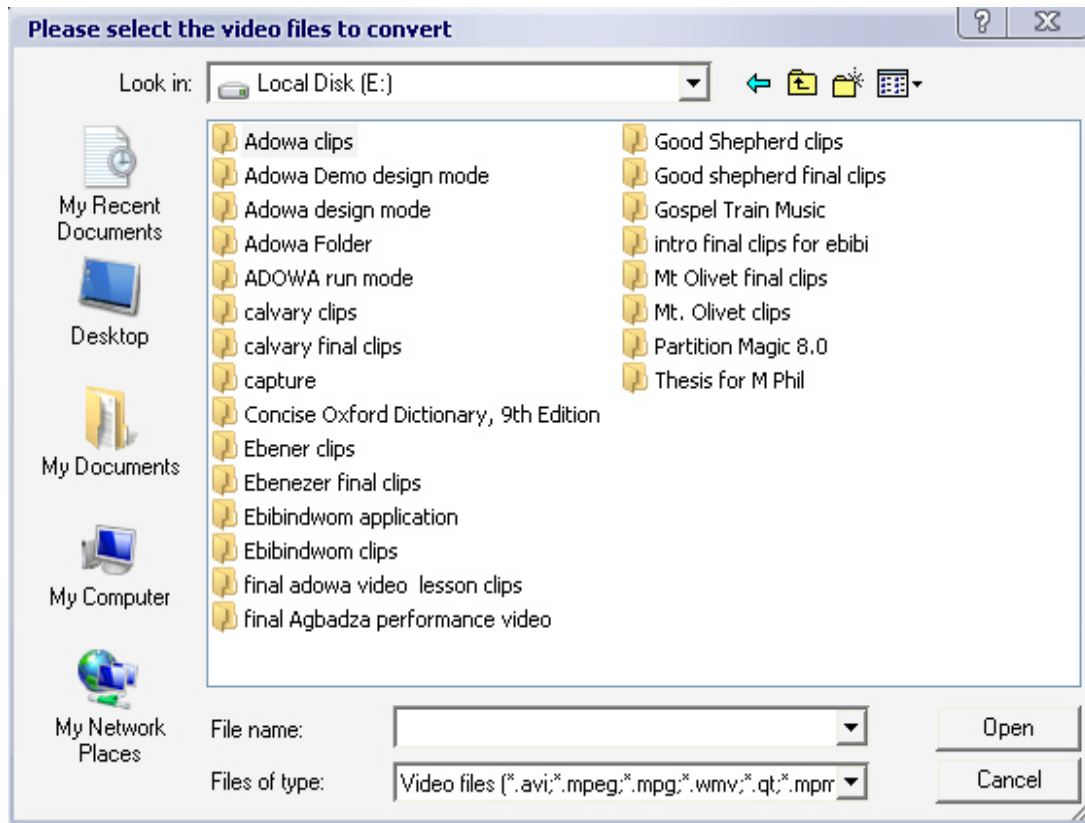 Please select the video files to convert
Look in:
Local Disk (E:)
My Recent
Documents
Desktop
My Documents
My Computer
My Network
Places
Adowa clips
Adowa Demo design mode
Adowa design mode
Adowa Folder
ADOWA run mode
calvary clips
calvary final clips
capture
Concise Oxford Dictionary, 9th Edition
Ebener clips
Ebenezer final clips
Ebibindwom application
Ebibindwom clips
final adowa video  lesson clips
final Agbadza performance video
Good Shepherd clips
Good shepherd final clips
Gospel Train Music
intro final clips for ebibi
Mt Olivet final clips
Mt. Olivet clips
Partition Magic 8.0
Thesis for M Phil
File name:
Open
Files of type:
Video files (*.avi;*.mpeg;*.mpg;*.wmv;*.qt;*.mpm
Cancel